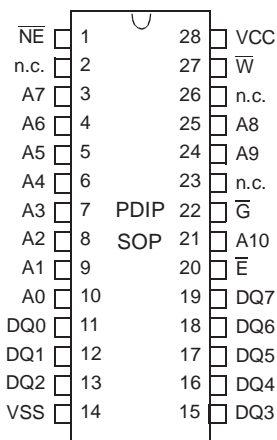 N̅E̅ 1 28 VCC
n.c. 2 27 W̅
A7 3 26 n.c.
A6 4 25 A8
A5 5 24 A9
A4 6 23 n.c.
A3 7 PDIP 22 G̅
A2 8 SOP 21 A10
A1 9 20 E̅
A0 10 19 DQ7
DQ0 11 18 DQ6
DQ1 12 17 DQ5
DQ2 13 16 DQ4
VSS 14 15 DQ3